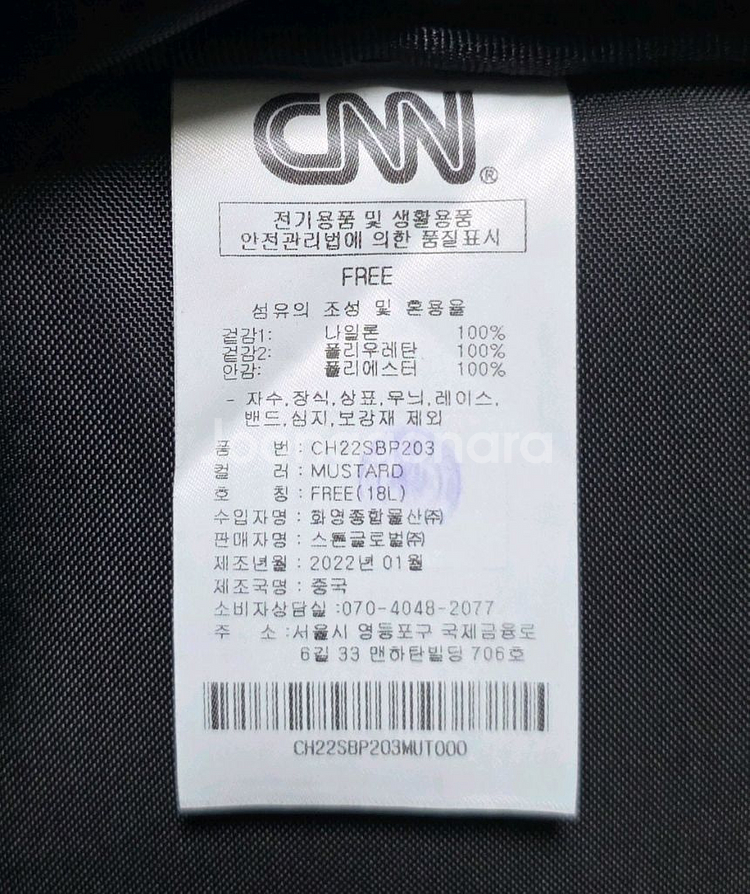 CNN®
전기용품 및 생활용품
안전관리법에 의한 품질표시
FREE
섬유의 조성 및 혼용율
겉감1: 나일론 100%
겉감2: 폴리우레탄 100%
안감: 폴리에스터 100%
- 자수,장식,상표,무늬,레이스,
밴드,심지,보강재 제외
품 번 : CH22SBP203
컬 러 : MUSTARD
호 칭 : FREE(18L)
수입자명 : 화영종합물산㈜
판매자명 : 스톤글로벌㈜
제조년월 : 2022년 01월
제조국명 : 중국
소비자상담실 :070-4048-2077
주 소 :서울시 영등포구 국제금융로
6길 33 맨하탄빌딩 706호
CH22SBP203MUT000